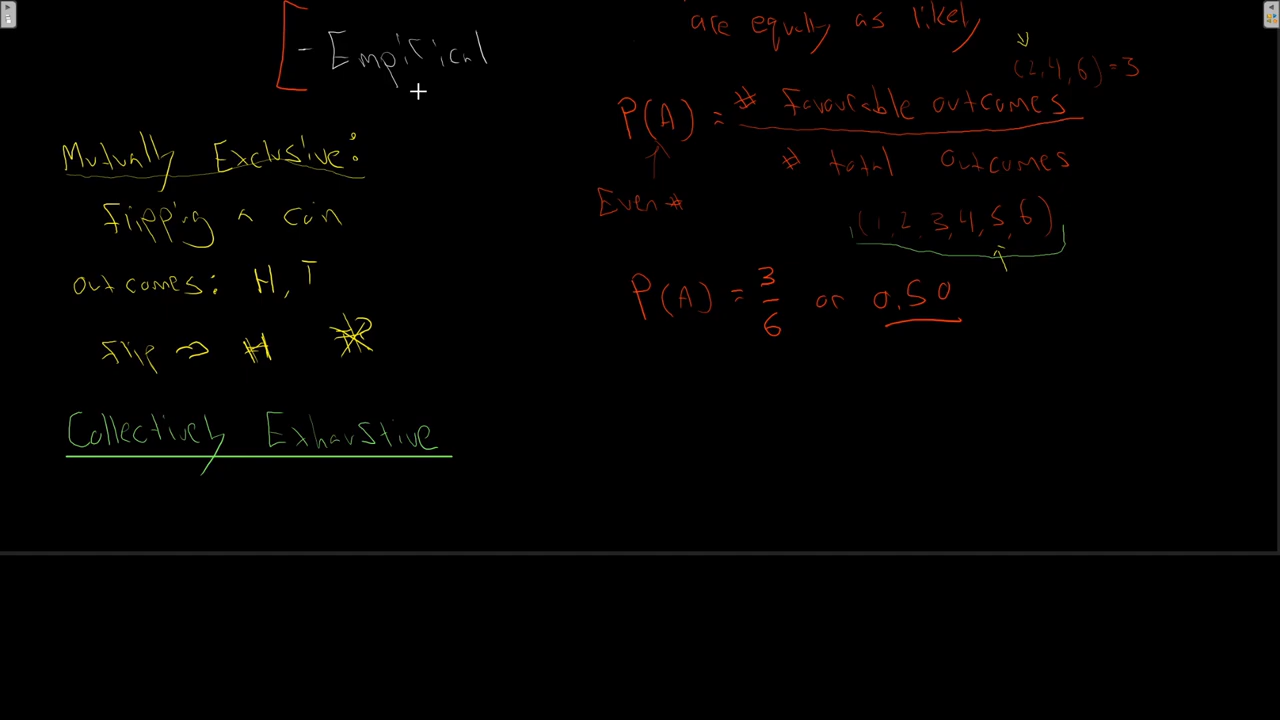 - Empirical
Mutually Exclusive:
Flipping a coin
outcomes: H, T
Flip ⇒ H
Collectively Exhaustive
are equally as likely
(2,4,6) = 3
P(A) = # Favourable outcomes
# total outcomes
Even #
(1,2,3,4,5,6)
P(A) = 3/6 or 0.50